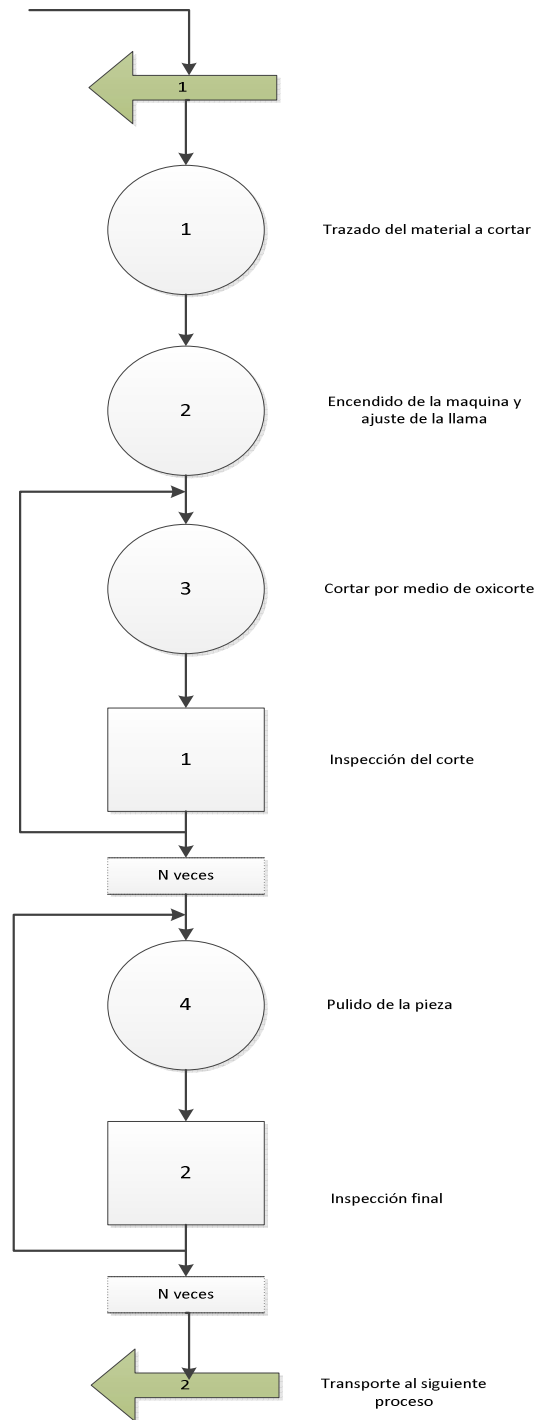 1
1
Trazado del material a cortar
2
Encendido de la maquina y
ajuste de la llama
3
Cortar por medio de oxicorte
1
Inspección del corte
N veces
4
Pulido de la pieza
2
Inspección final
N veces
2
Transporte al siguiente
proceso